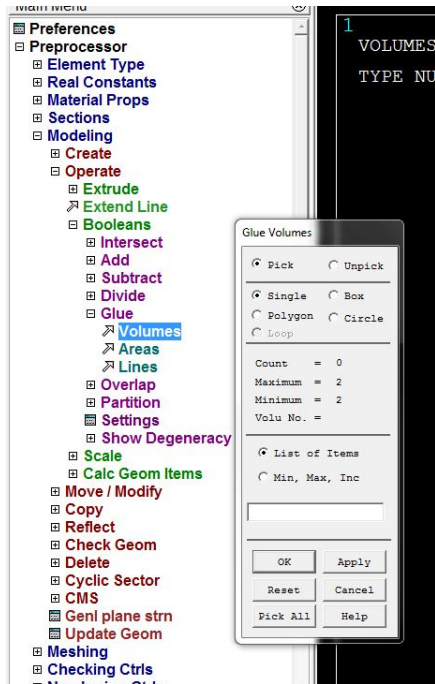 Main Menu
Preferences
Preprocessor
Element Type
Real Constants
Material Props
Sections
Modeling
Create
Operate
Extrude
Extend Line
Booleans
Intersect
Add
Subtract
Divide
Glue
Volumes
Areas
Lines
Overlap
Partition
Settings
Show Degeneracy
Scale
Calc Geom Items
Move / Modify
Copy
Reflect
Check Geom
Delete
Cyclic Sector
CMS
Genl plane strn
Update Geom
Meshing
Checking Ctrls
Glue Volumes
Pick Unpick
Single Box
Polygon Circle
Loop
Count = 0
Maximum = 2
Minimum = 2
Volu No. =
List of Items
Min, Max, Inc
OK Apply
Reset Cancel
Pick All Help
1
VOLUMES
TYPE NU